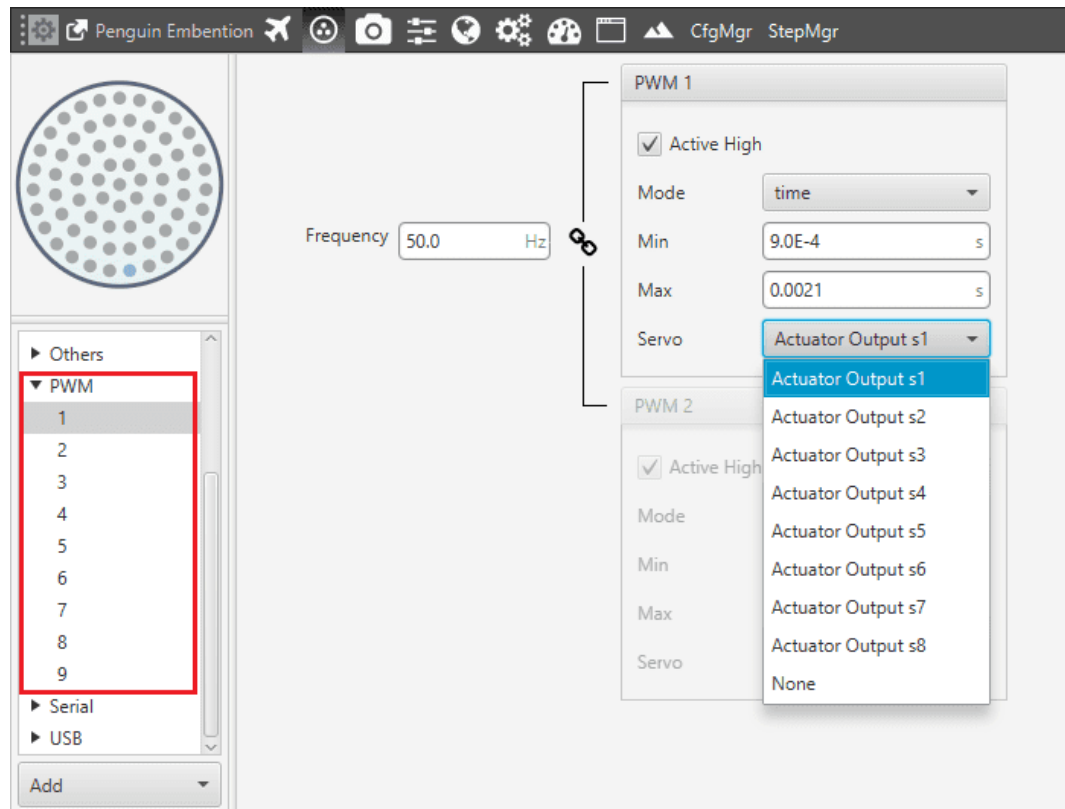 Penguin Embention CfgMgr StepMgr
Others
PWM
1
2
3
4
5
6
7
8
9
Serial
USB
Add
Frequency 50.0 Hz
PWM 1
Active High
Mode time
Min 9.0E-4 s
Max 0.0021 s
Servo Actuator Output s1
Actuator Output s1
Actuator Output s2
Actuator Output s3
Actuator Output s4
Actuator Output s5
Actuator Output s6
Actuator Output s7
Actuator Output s8
None
PWM 2
Active High
Mode
Min
Max
Servo